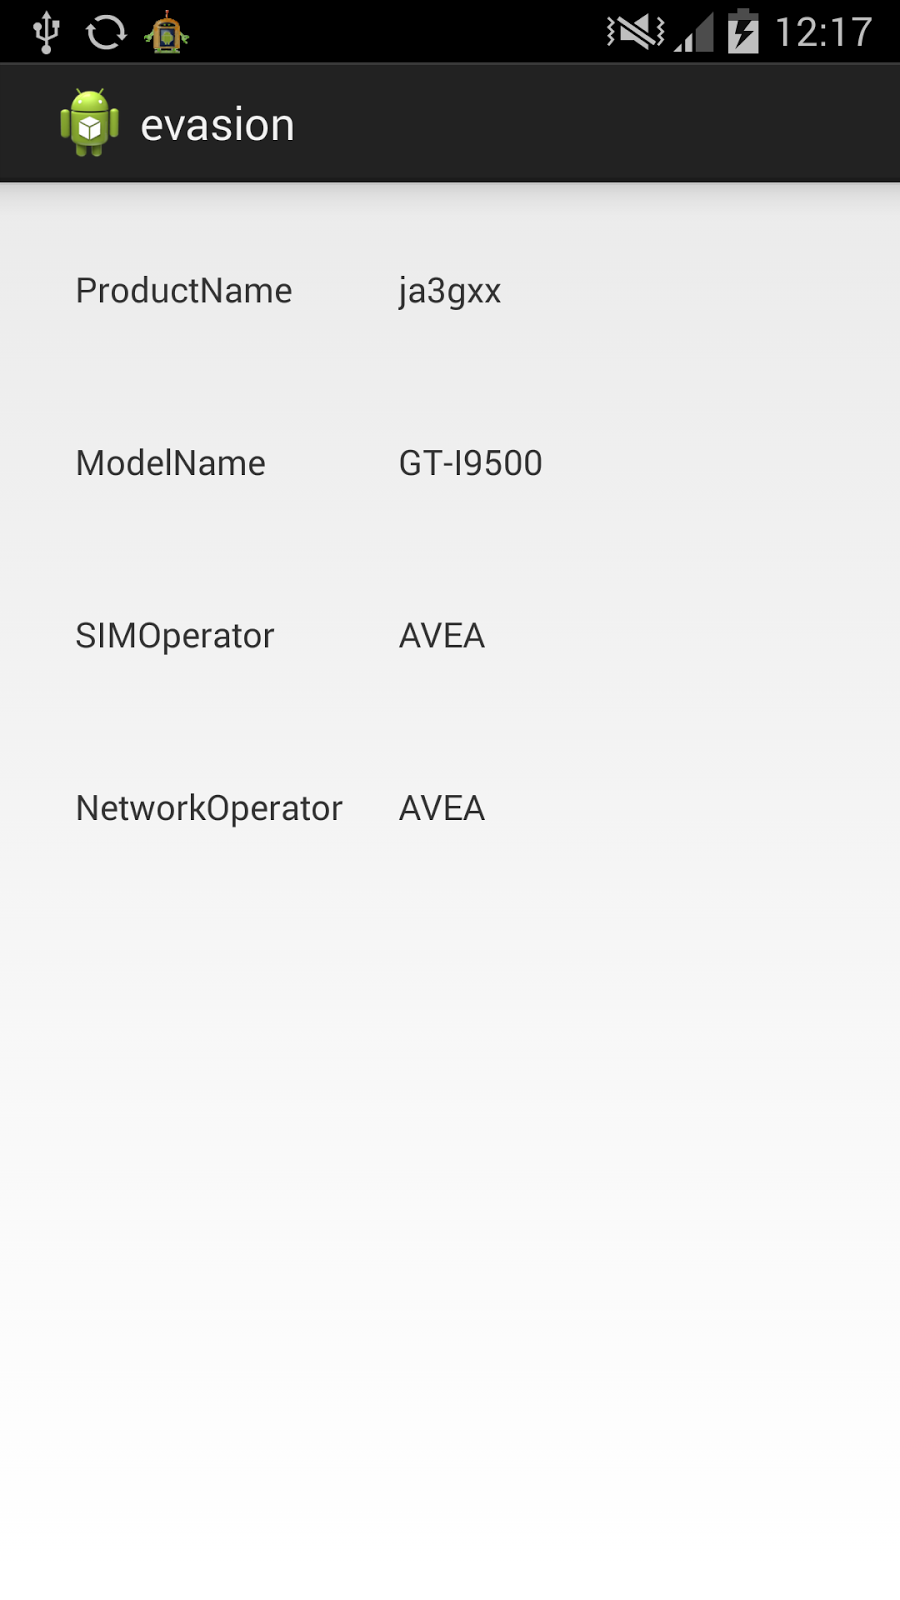 12:17
evasion
ProductName ja3gxx
ModelName GT-I9500
SIMOperator AVEA
NetworkOperator AVEA